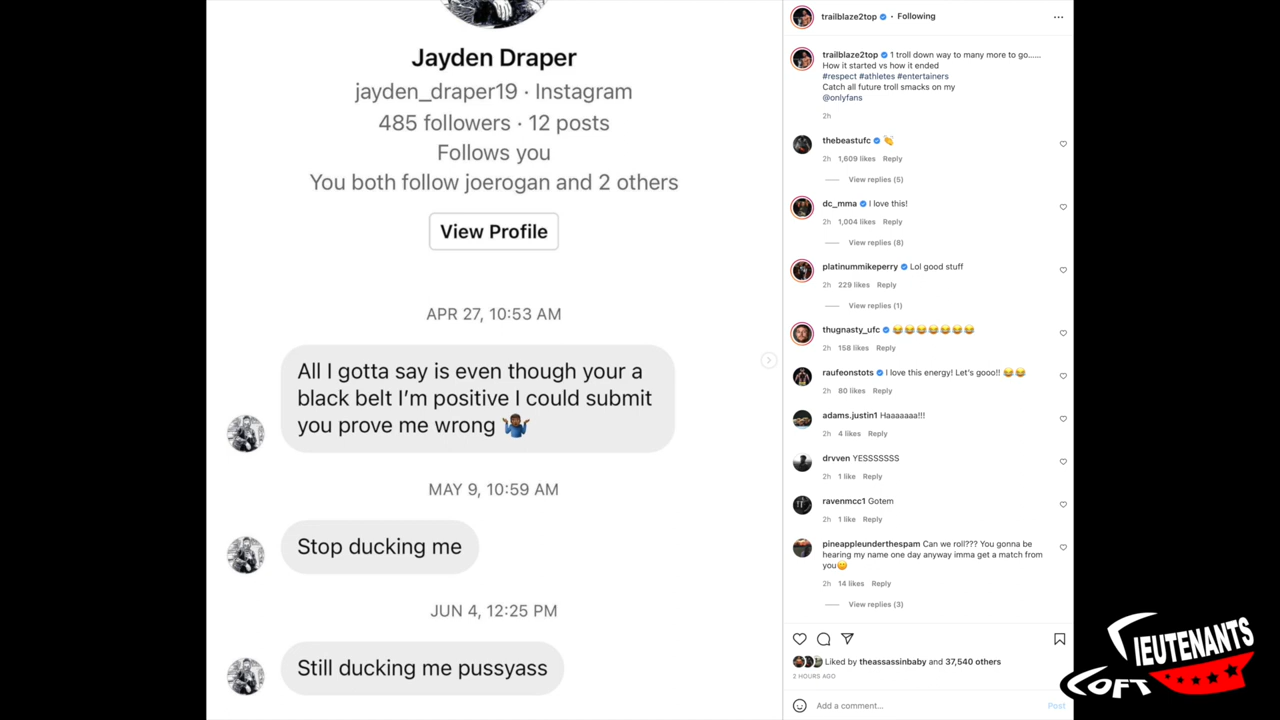 Jayden Draper
jayden_draper19 · Instagram
485 followers · 12 posts
Follows you
You both follow joerogan and 2 others
View Profile
APR 27, 10:53 AM
All I gotta say is even though your a
black belt I’m positive I could submit
you prove me wrong 🤷🏾‍♂️
MAY 9, 10:59 AM
Stop ducking me
JUN 4, 12:25 PM
Still ducking me pussyass
trailblaze2top • Following
trailblaze2top 1 troll down way to many more to go......
How it started vs how it ended
#respect #athletes #entertainers
Catch all future troll smacks on my
@onlyfans
2h
thebeastufc 👏
2h 1,609 likes Reply
View replies (5)
dc_mma I love this!
2h 1,004 likes Reply
View replies (8)
platinummikeperry Lol good stuff
2h 229 likes Reply
View replies (1)
thugnasty_ufc 😂😂😂😂😂😂😂
2h 158 likes Reply
raufeonstots I love this energy! Let's gooo!! 😂😂
2h 80 likes Reply
adams.justin1 Haaaaaaa!!!
2h 4 likes Reply
drvven YESSSSSSS
2h 1 like Reply
ravenmcc1 Gotem
2h 1 like Reply
pineappleunderthespam Can we roll??? You gonna be
hearing my name one day anyway imma get a match from
you😊
2h 14 likes Reply
View replies (3)
Liked by theassassinbaby and 37,540 others
2 HOURS AGO
Add a comment...
Post
LIEUTENANTS
LOFT